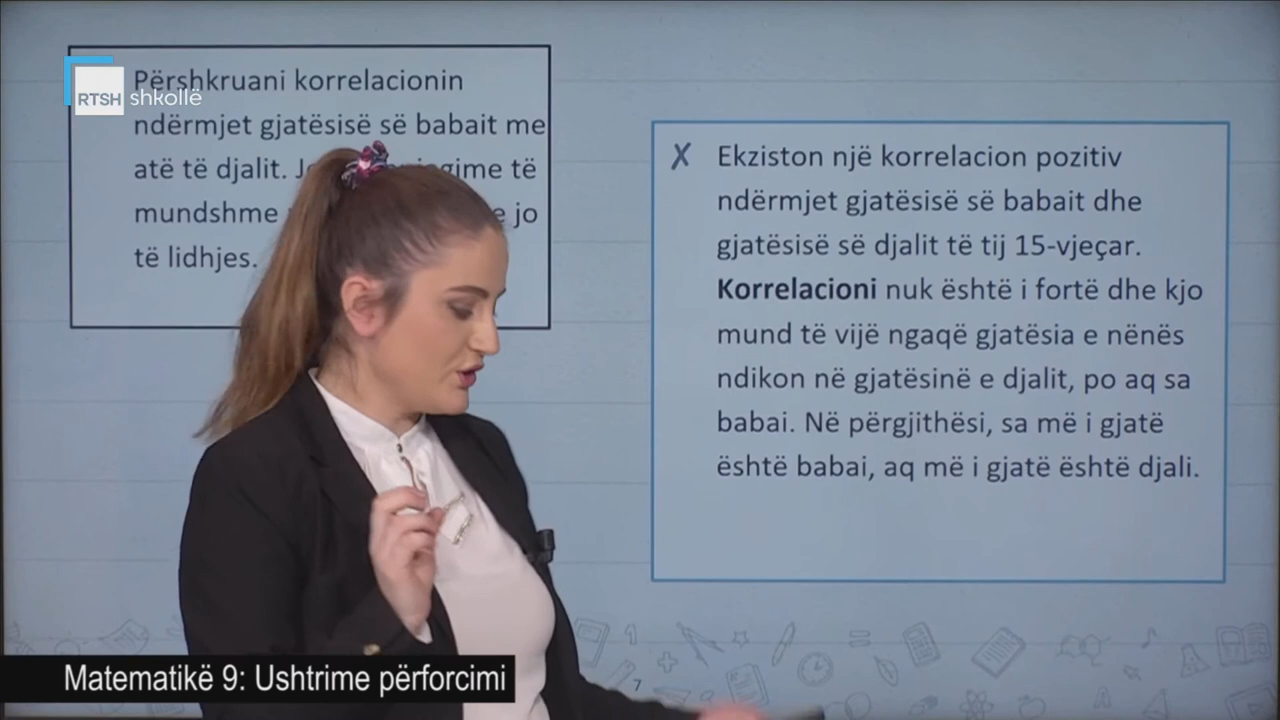 Përshkruani korrelacionin
ndërmjet gjatësisë së babait me
atë të djalit. të
mundshme jo
të lidhjes.
RTSH shkollë
X Ekziston një korrelacion pozitiv
ndërmjet gjatësisë së babait dhe
gjatësisë së djalit të tij 15-vjeçar.
Korrelacioni nuk është i fortë dhe kjo
mund të vijë ngaqë gjatësia e nënës
ndikon në gjatësinë e djalit, po aq sa
babai. Në përgjithësi, sa më i gjatë
është babai, aq më i gjatë është djali.
7
Matematikë 9: Ushtrime përforcimi